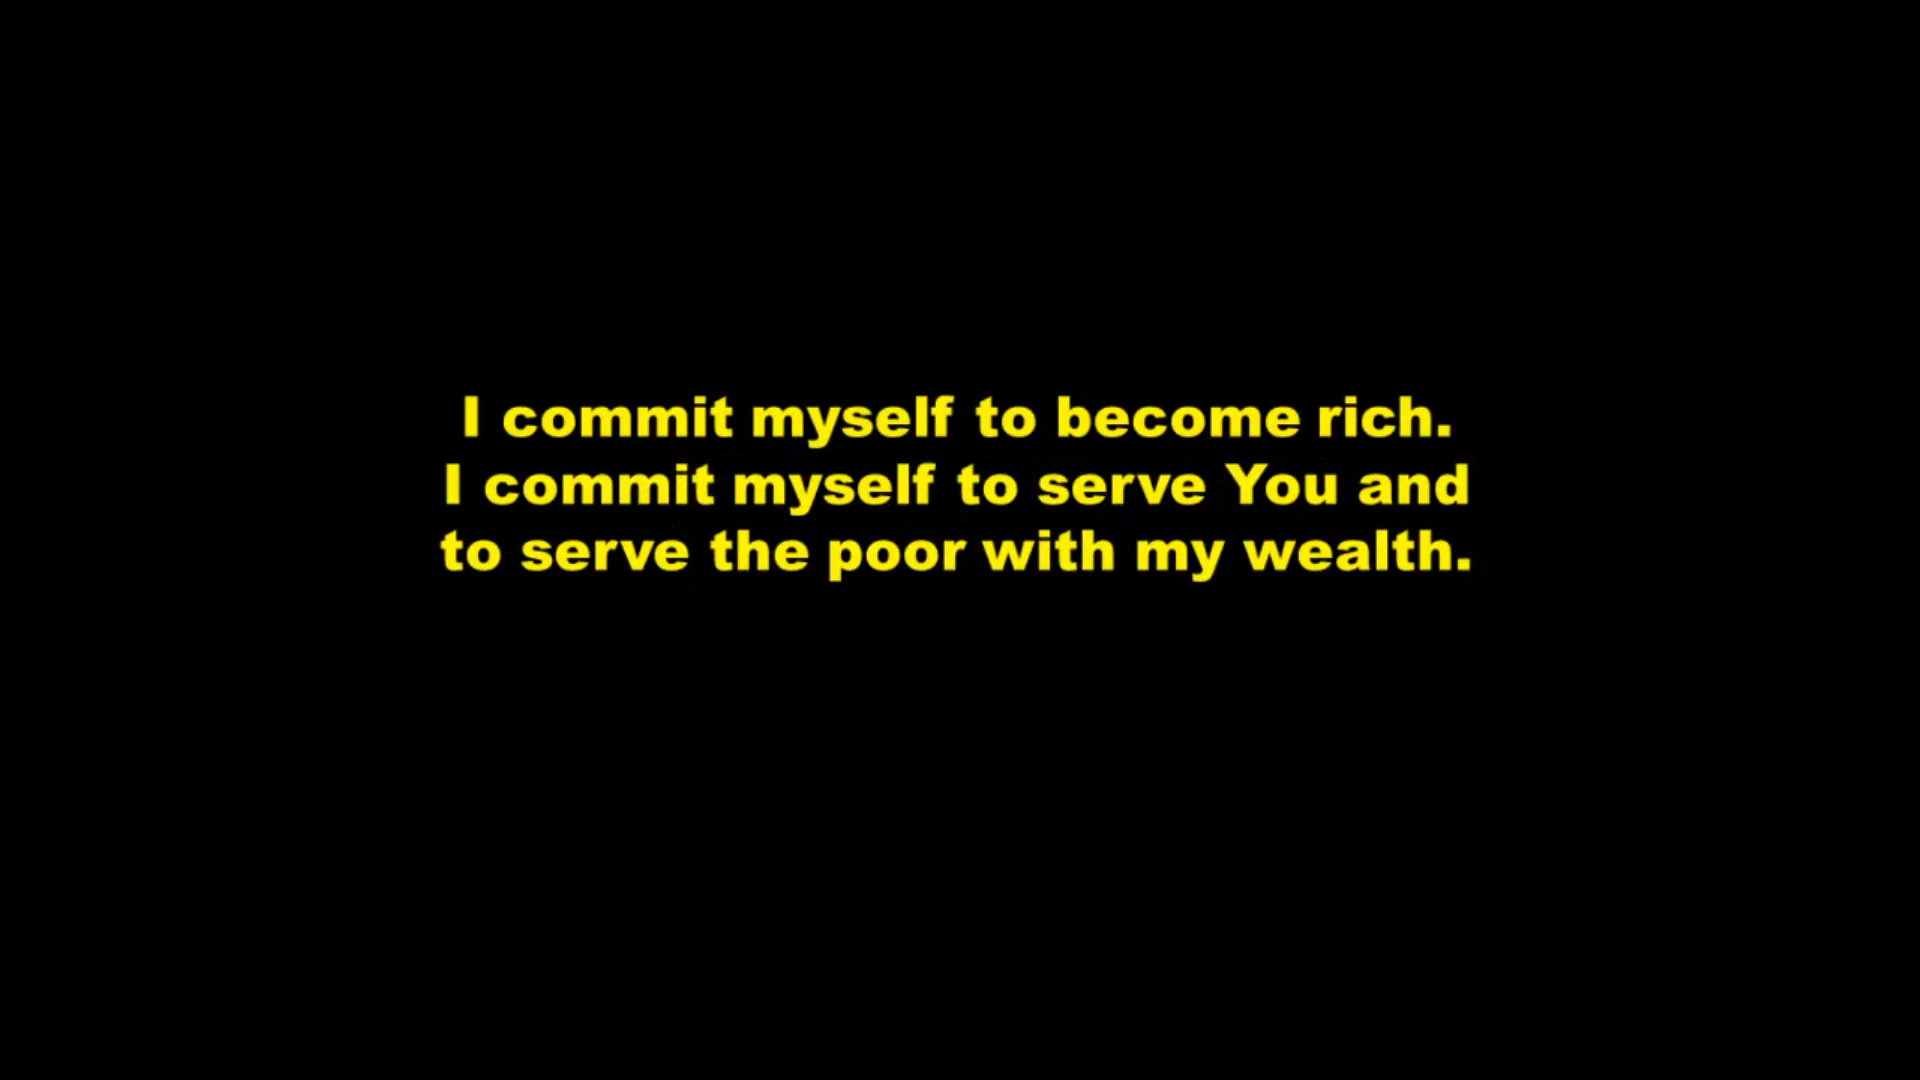 I commit myself to become rich.
I commit myself to serve You and
to serve the poor with my wealth.